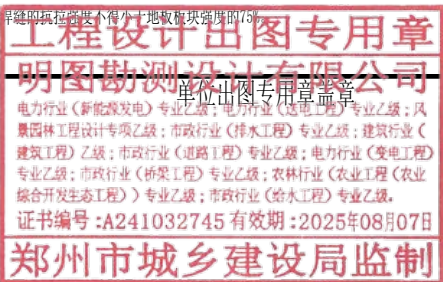 焊缝的抗拉强度不得小于地板板块强度的75%。
工程设计出图专用章
明图勘测设计有限公司
单位出图专用章盖章
电力行业（新能源发电）专业乙级；电力行业（送电工程）专业乙级；风
景园林工程设计专项乙级；市政行业（排水工程）专业乙级；建筑行业（
建筑工程）乙级；市政行业（道路工程）专业乙级；电力行业（变电工程）
专业乙级；市政行业（桥梁工程）专业乙级；农林行业（农业工程（农业
综合开发生态工程））专业乙级；市政行业（给水工程）专业乙级。
证书编号:A241032745 有效期:2025年08月07日
郑州市城乡建设局监制